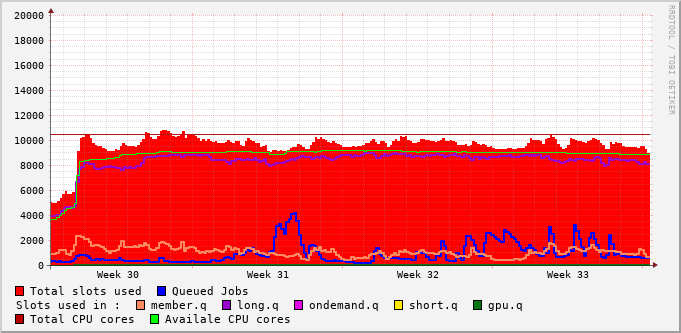 20000
18000
16000
14000
12000
10000
8000
6000
4000
2000
0
Week 30 Week 31 Week 32 Week 33
Total slots used Queued Jobs
Slots used in : member.q long.q ondemand.q short.q gpu.q
Total CPU cores Availale CPU cores
RRDTOOL / TOBI OETIKER